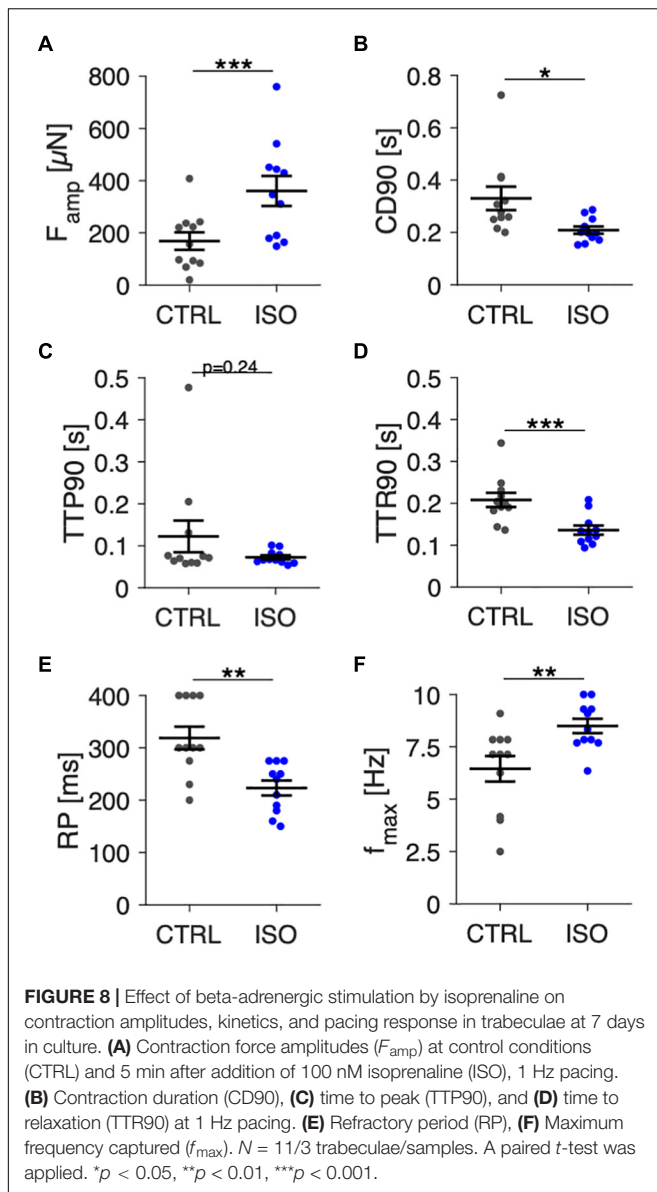 A
B
***
*
800
600
400
200
0
F amp [µN]
CTRL
ISO
0.8
0.6
0.4
0.2
0
CD90 [s]
CTRL
ISO
C
D
p=0.24
***
0.5
0.4
0.3
0.2
0.1
0
TTP90 [s]
CTRL
ISO
0.5
0.4
0.3
0.2
0.1
0
TTR90 [s]
CTRL
ISO
E
F
**
**
400
300
200
100
0
RP [ms]
CTRL
ISO
10
7.5
5
2.5
0
f max [Hz]
CTRL
ISO
FIGURE 8 | Effect of beta-adrenergic stimulation by isoprenaline on
contraction amplitudes, kinetics, and pacing response in trabeculae at 7 days
in culture. (A) Contraction force amplitudes (Famp) at control conditions
(CTRL) and 5 min after addition of 100 nM isoprenaline (ISO), 1 Hz pacing.
(B) Contraction duration (CD90), (C) time to peak (TTP90), and (D) time to
relaxation (TTR90) at 1 Hz pacing. (E) Refractory period (RP), (F) Maximum
frequency captured (fmax). N = 11/3 trabeculae/samples. A paired t-test was
applied. *p < 0.05, **p < 0.01, ***p < 0.001.